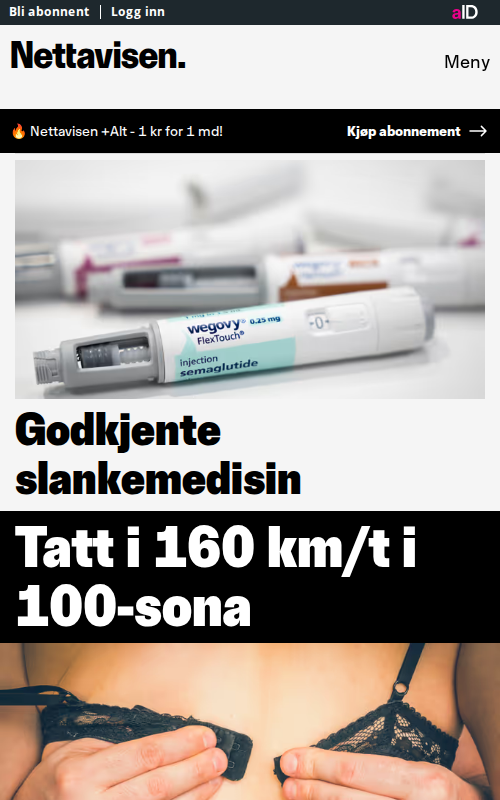 Bli abonnent
Logg inn
aID
Nettavisen.
Meny
🔥 Nettavisen +Alt - 1 kr for 1 md!
Kjøp abonnement →
wegovy® 0.25 mg
FlexTouch®
injection
semaglutide
-0-
Godkjente
slankemedisin
Tatt i 160 km/t i
100-sona